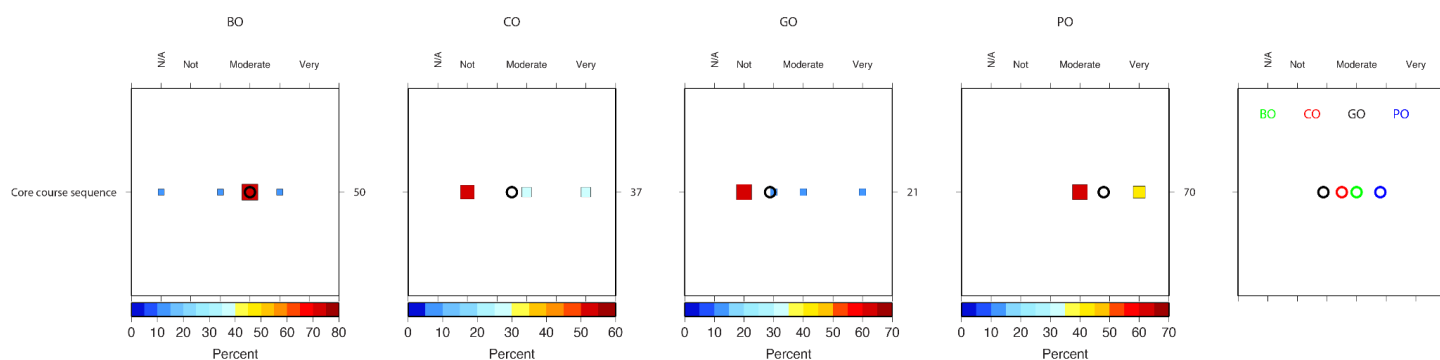 BO CO GO PO
N/A Not Moderate Very N/A Not Moderate Very N/A Not Moderate Very N/A Not Moderate Very N/A Not Moderate Very
BO CO GO PO
Core course sequence 50 37 21 70
0 10 20 30 40 50 60 70 80 0 10 20 30 40 50 60 0 10 20 30 40 50 60 70 0 10 20 30 40 50 60 70
Percent Percent Percent Percent